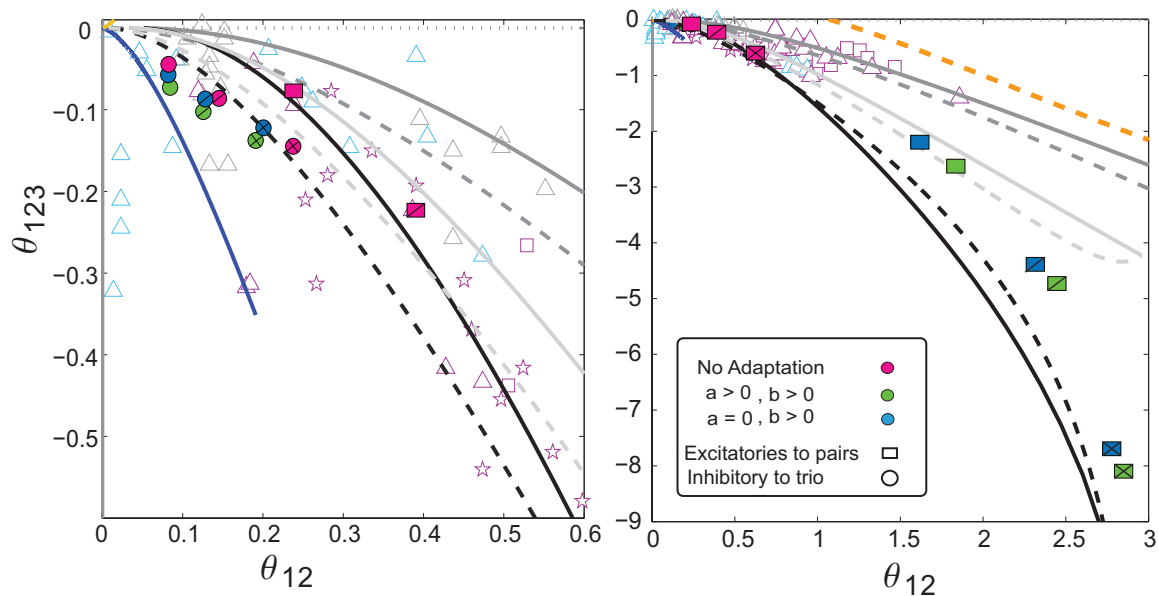 0
−0.1
−0.2
−0.3
−0.4
−0.5
θ123
0 0.1 0.2 0.3 0.4 0.5 0.6
θ12
0
−1
−2
−3
−4
−5
−6
−7
−8
−9
0 0.5 1 1.5 2 2.5 3
θ12
No Adaptation
a > 0 , b > 0
a = 0 , b > 0
Excitatories to pairs
Inhibitory to trio